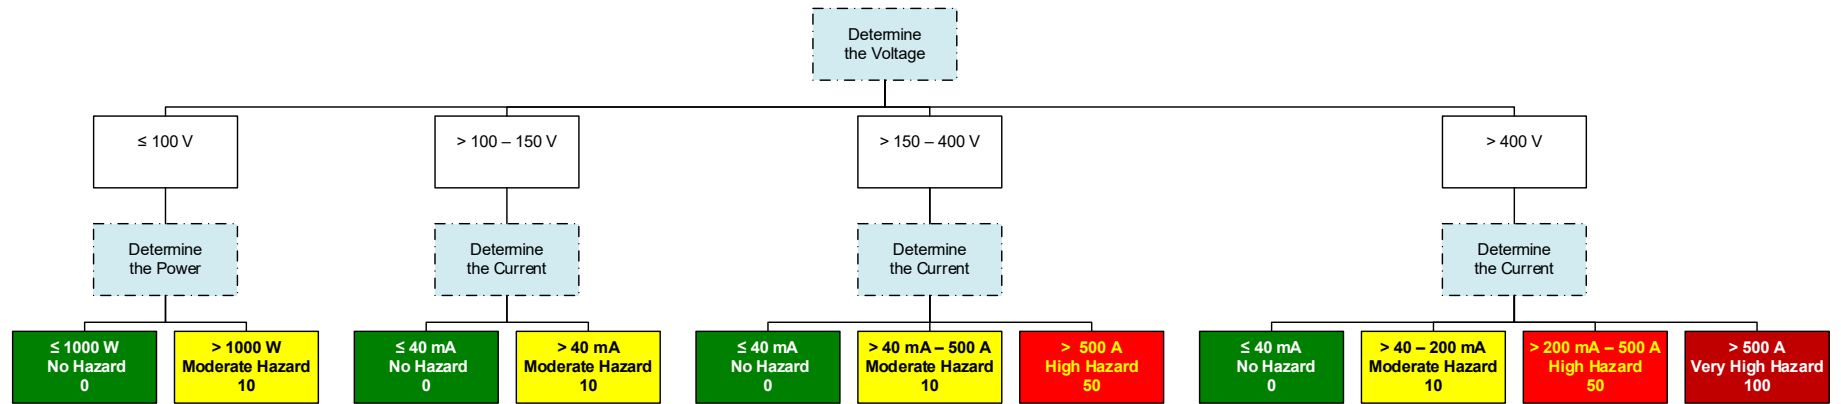 Determine
the Voltage
≤ 100 V
> 100 – 150 V
> 150 – 400 V
> 400 V
Determine
the Power
Determine
the Current
Determine
the Current
Determine
the Current
≤ 1000 W
No Hazard
0
> 1000 W
Moderate Hazard
10
≤ 40 mA
No Hazard
0
> 40 mA
Moderate Hazard
10
≤ 40 mA
No Hazard
0
> 40 mA – 500 A
Moderate Hazard
10
> 500 A
High Hazard
50
≤ 40 mA
No Hazard
0
> 40 – 200 mA
Moderate Hazard
10
> 200 mA – 500 A
High Hazard
50
> 500 A
Very High Hazard
100